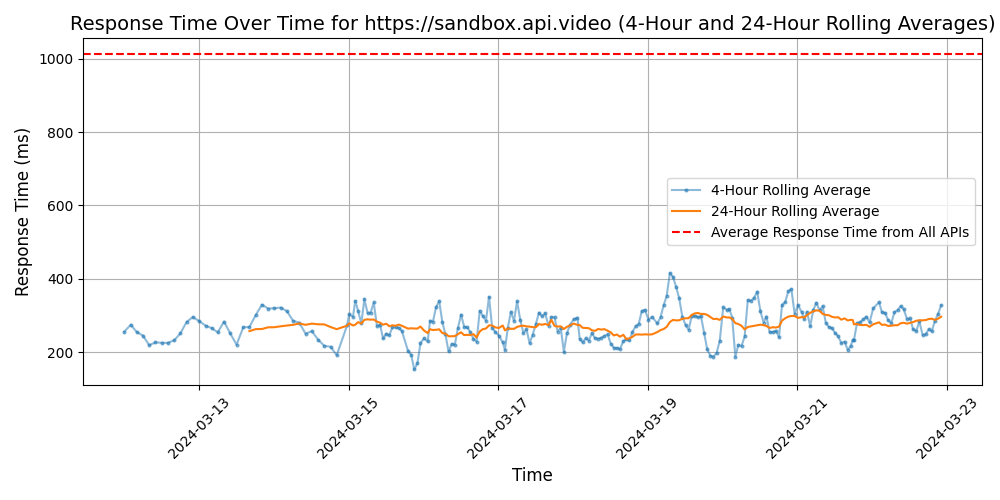 Response Time Over Time for https://sandbox.api.video (4-Hour and 24-Hour Rolling Averages)
Response Time (ms)
1000
800
600
400
200
4-Hour Rolling Average
24-Hour Rolling Average
Average Response Time from All APIs
2024-03-13
2024-03-15
2024-03-17
2024-03-19
2024-03-21
2024-03-23
Time